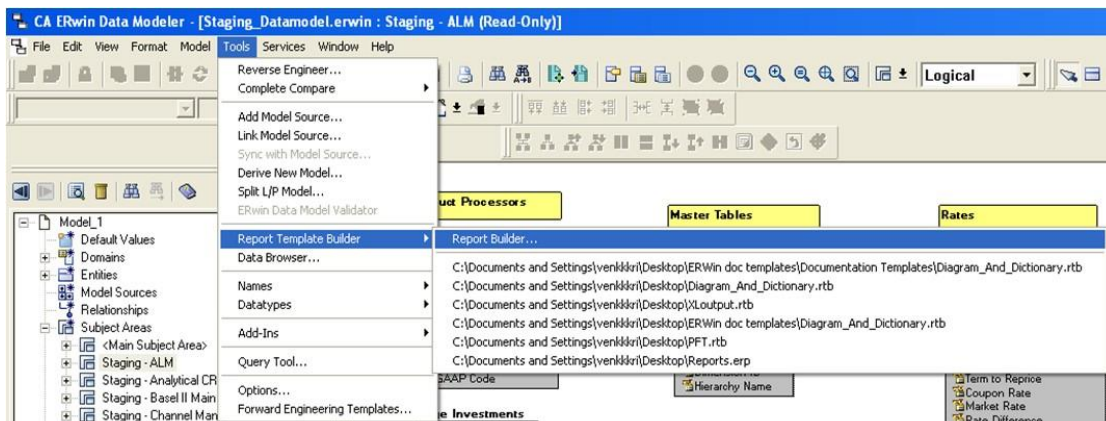 CA ERwin Data Modeler - [Staging_Datamodel.erwin : Staging - ALM (Read-Only)]
File Edit View Format Model Tools Services Window Help
Logical
Reverse Engineer...
Complete Compare
Add Model Source...
Link Model Source...
Sync with Model Source...
Derive New Model...
Split L/P Model...
ERwin Data Model Validator
Report Template Builder
Data Browser...
Names
Datatypes
Add-Ins
Query Tool...
Options...
Forward Engineering Templates...
Report Builder...
C:\Documents and Settings\venkkkri\Desktop\ERWin doc templates\Documentation Templates\Diagram_And_Dictionary.rtb
C:\Documents and Settings\venkkkri\Desktop\Diagram_And_Dictionary.rtb
C:\Documents and Settings\venkkkri\Desktop\XLoutput.rtb
C:\Documents and Settings\venkkkri\Desktop\ERWin doc templates\Diagram_And_Dictionary.rtb
C:\Documents and Settings\venkkkri\Desktop\PFT.rtb
C:\Documents and Settings\venkkkri\Desktop\Reports.erp
Model_1
Default Values
Domains
Entities
Model Sources
Relationships
Subject Areas
<Main Subject Area>
Staging - ALM
Staging - Analytical CR
Staging - Basel II Main
Staging - Channel Man
uct Processors
Master Tables
Rates
GAAP Code
Hierarchy Name
Term to Reprice
Coupon Rate
Market Rate
Rate Difference
e Investments